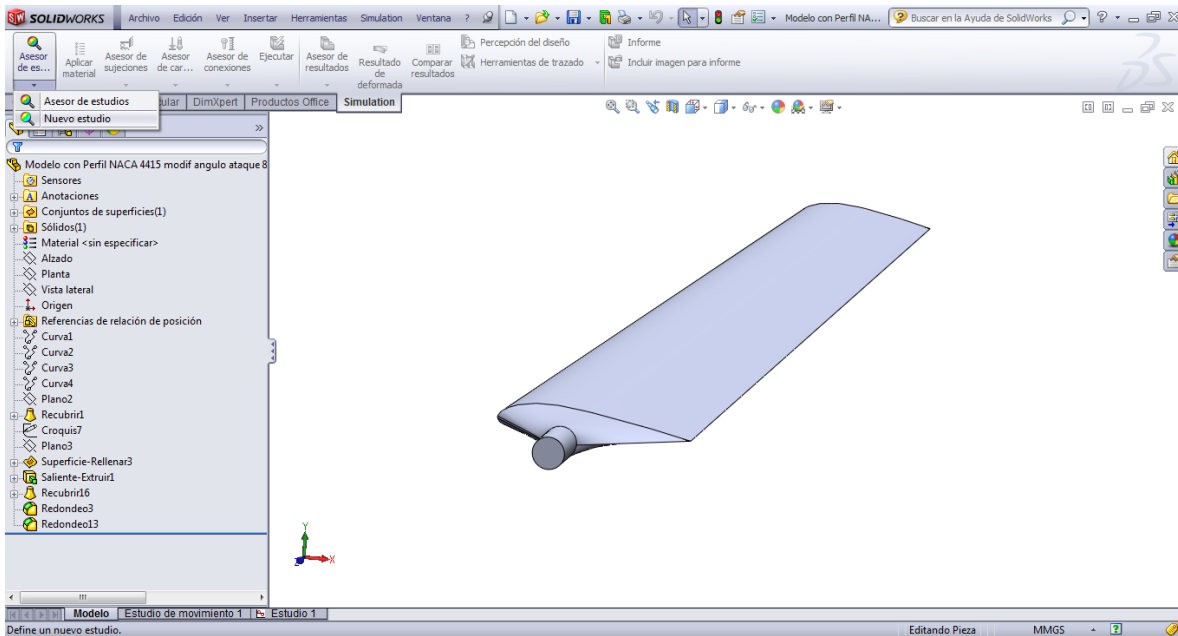 SOLIDWORKS Archivo Edición Ver Insertar Herramientas Simulation Ventana ? Modelo con Perfil NA... Buscar en la Ayuda de SolidWorks
Asesor de es...
Aplicar material
Asesor de sujeciones
Asesor de car...
Asesor de conexiones
Ejecutar
Asesor de resultados
Resultado de deformada
Comparar resultados
Percepción del diseño
Herramientas de trazado
Informe
Incluir imagen para informe
Asesor de estudios
Nuevo estudio
ular DimXpert Productos Office Simulation
Modelo con Perfil NACA 4415 modif angulo ataque 8
Sensores
Anotaciones
Conjuntos de superficies(1)
Sólidos(1)
Material <sin especificar>
Alzado
Planta
Vista lateral
Origen
Referencias de relación de posición
Curva1
Curva2
Curva3
Curva4
Plano2
Recubrir1
Croquis7
Plano3
Superficie-Rellenar3
Saliente-Extruir1
Recubrir16
Redondeo3
Redondeo13
Y
X
Modelo Estudio de movimiento 1 Estudio 1
Define un nuevo estudio. Editando Pieza MMGS